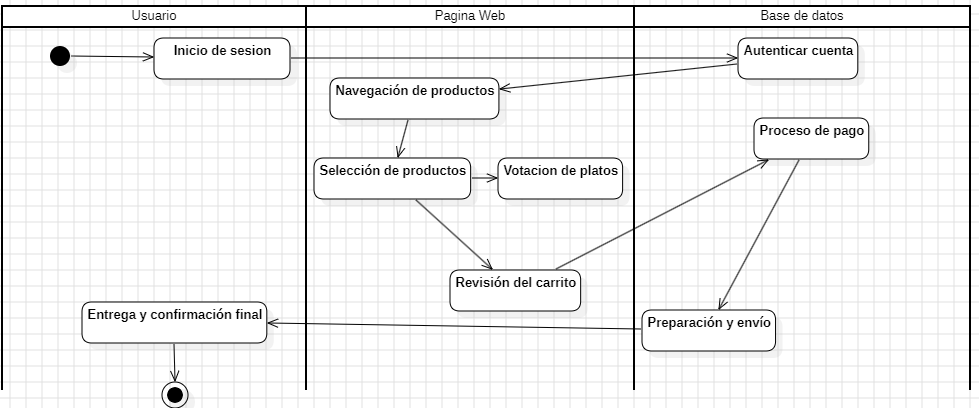 Usuario
Pagina Web
Base de datos
Inicio de sesion
Autenticar cuenta
Navegación de productos
Proceso de pago
Selección de productos
Votacion de platos
Revisión del carrito
Entrega y confirmación final
Preparación y envío